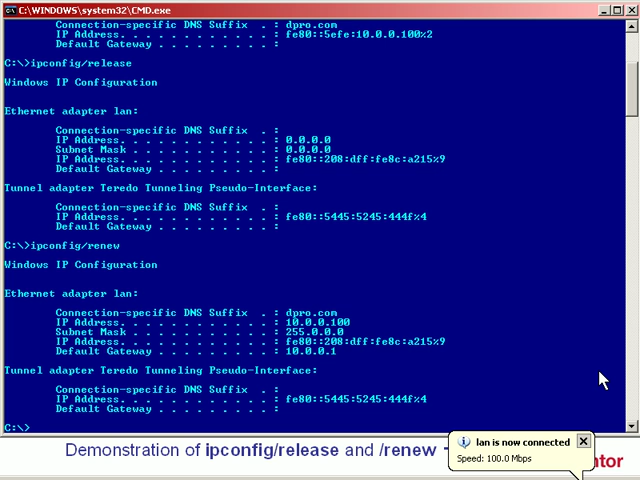 C:\WINDOWS\system32\CMD.exe
Connection-specific DNS Suffix . : dpro.com
IP Address. . . . . . . . . . . . : fe80::5efe:10.0.0.100%2
Default Gateway . . . . . . . . . :
C:\>ipconfig/release
Windows IP Configuration
Ethernet adapter lan:
Connection-specific DNS Suffix . :
IP Address. . . . . . . . . . . . : 0.0.0.0
Subnet Mask . . . . . . . . . . . : 0.0.0.0
IP Address. . . . . . . . . . . . : fe80::208:dff:fe8c:a215%9
Default Gateway . . . . . . . . . :
Tunnel adapter Teredo Tunneling Pseudo-Interface:
Connection-specific DNS Suffix . :
IP Address. . . . . . . . . . . . : fe80::5445:5245:444f%4
Default Gateway . . . . . . . . . :
C:\>ipconfig/renew
Windows IP Configuration
Ethernet adapter lan:
Connection-specific DNS Suffix . : dpro.com
IP Address. . . . . . . . . . . . : 10.0.0.100
Subnet Mask . . . . . . . . . . . : 255.0.0.0
IP Address. . . . . . . . . . . . : fe80::208:dff:fe8c:a215%9
Default Gateway . . . . . . . . . : 10.0.0.1
Tunnel adapter Teredo Tunneling Pseudo-Interface:
Connection-specific DNS Suffix . :
IP Address. . . . . . . . . . . . : fe80::5445:5245:444f%4
Default Gateway . . . . . . . . . :
C:\>
lan is now connected
Speed: 100.0 Mbps
Demonstration of ipconfig/release and /renew